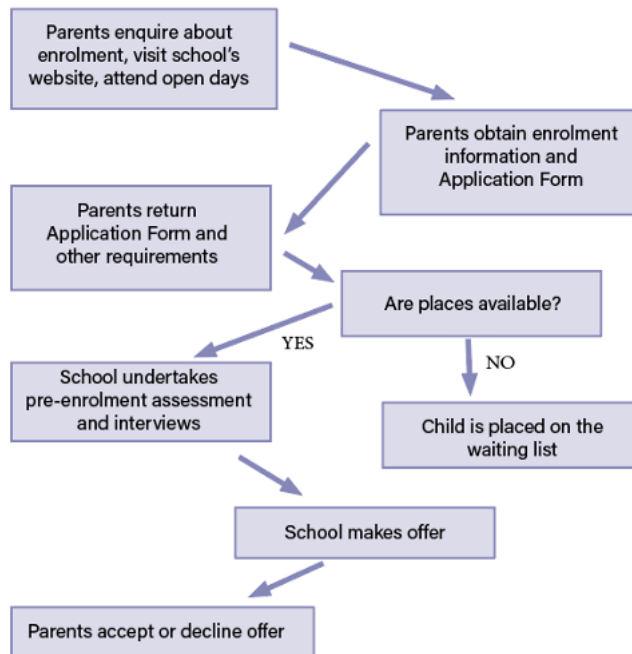 Parents enquire about
enrolment, visit school's
website, attend open days
Parents obtain enrolment
information and
Application Form
Parents return
Application Form and
other requirements
Are places available?
YES
NO
School undertakes
pre-enrolment assessment
and interviews
Child is placed on the
waiting list
School makes offer
Parents accept or decline offer